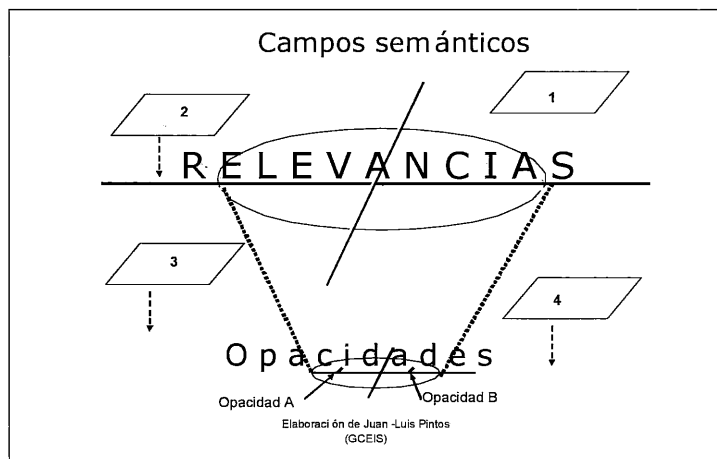 Campos semánticos
1
2
RELEVANCIAS
3
4
Opacidades
Opacidad A
Opacidad B
Elaboración de Juan -Luis Pintos
(GCEIS)